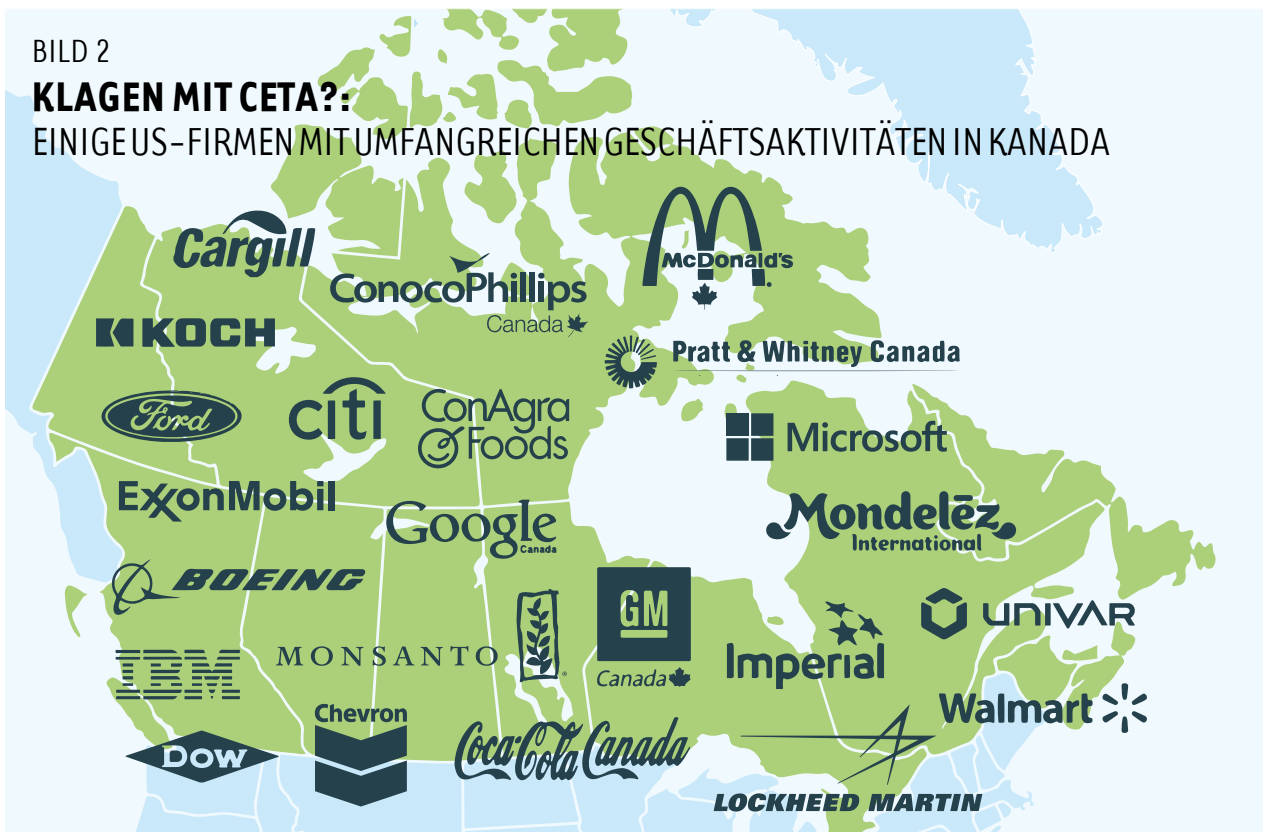 BILD 2
KLAGEN MIT CETA?:
EINIGE US-FIRMEN MIT UMFANGREICHEN GESCHÄFTSAKTIVITÄTEN IN KANADA
Cargill
McDonald's
ConocoPhillips
Canada
KOCH
Pratt & Whitney Canada
Ford
citi
ConAgra
Foods
Microsoft
ExxonMobil
Google
Canada
Mondelēz
International
BOEING
GM
Canada
UNIVAR
IBM
MONSANTO
Imperial
Walmart
Chevron
DOW
Coca-Cola Canada
LOCKHEED MARTIN